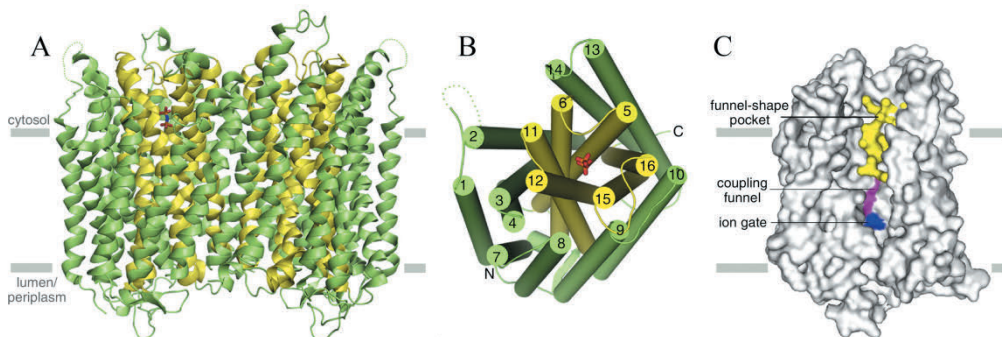 A
cytosol
lumen/
periplasm
B
13
14
6
5
C
2
11
16
10
1
12
3
15
4
9
8
7
N
C
funnel-shape
pocket
coupling
funnel
ion gate